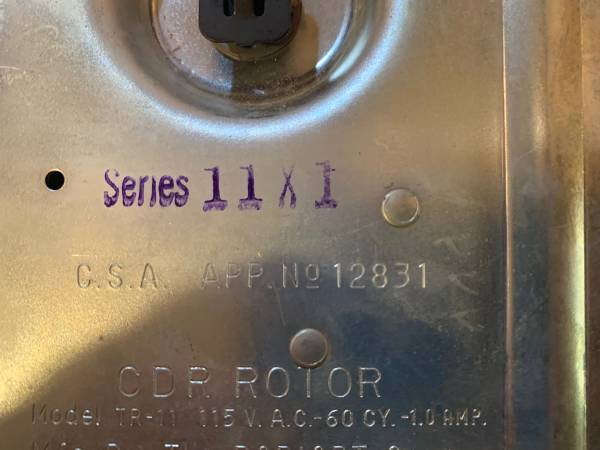 Series 11 X 1
C.S.A. APP. Nº 12831
CDR ROTOR
Model TR-11 115 V. A.C.-60 CY.-1.0 AMP.